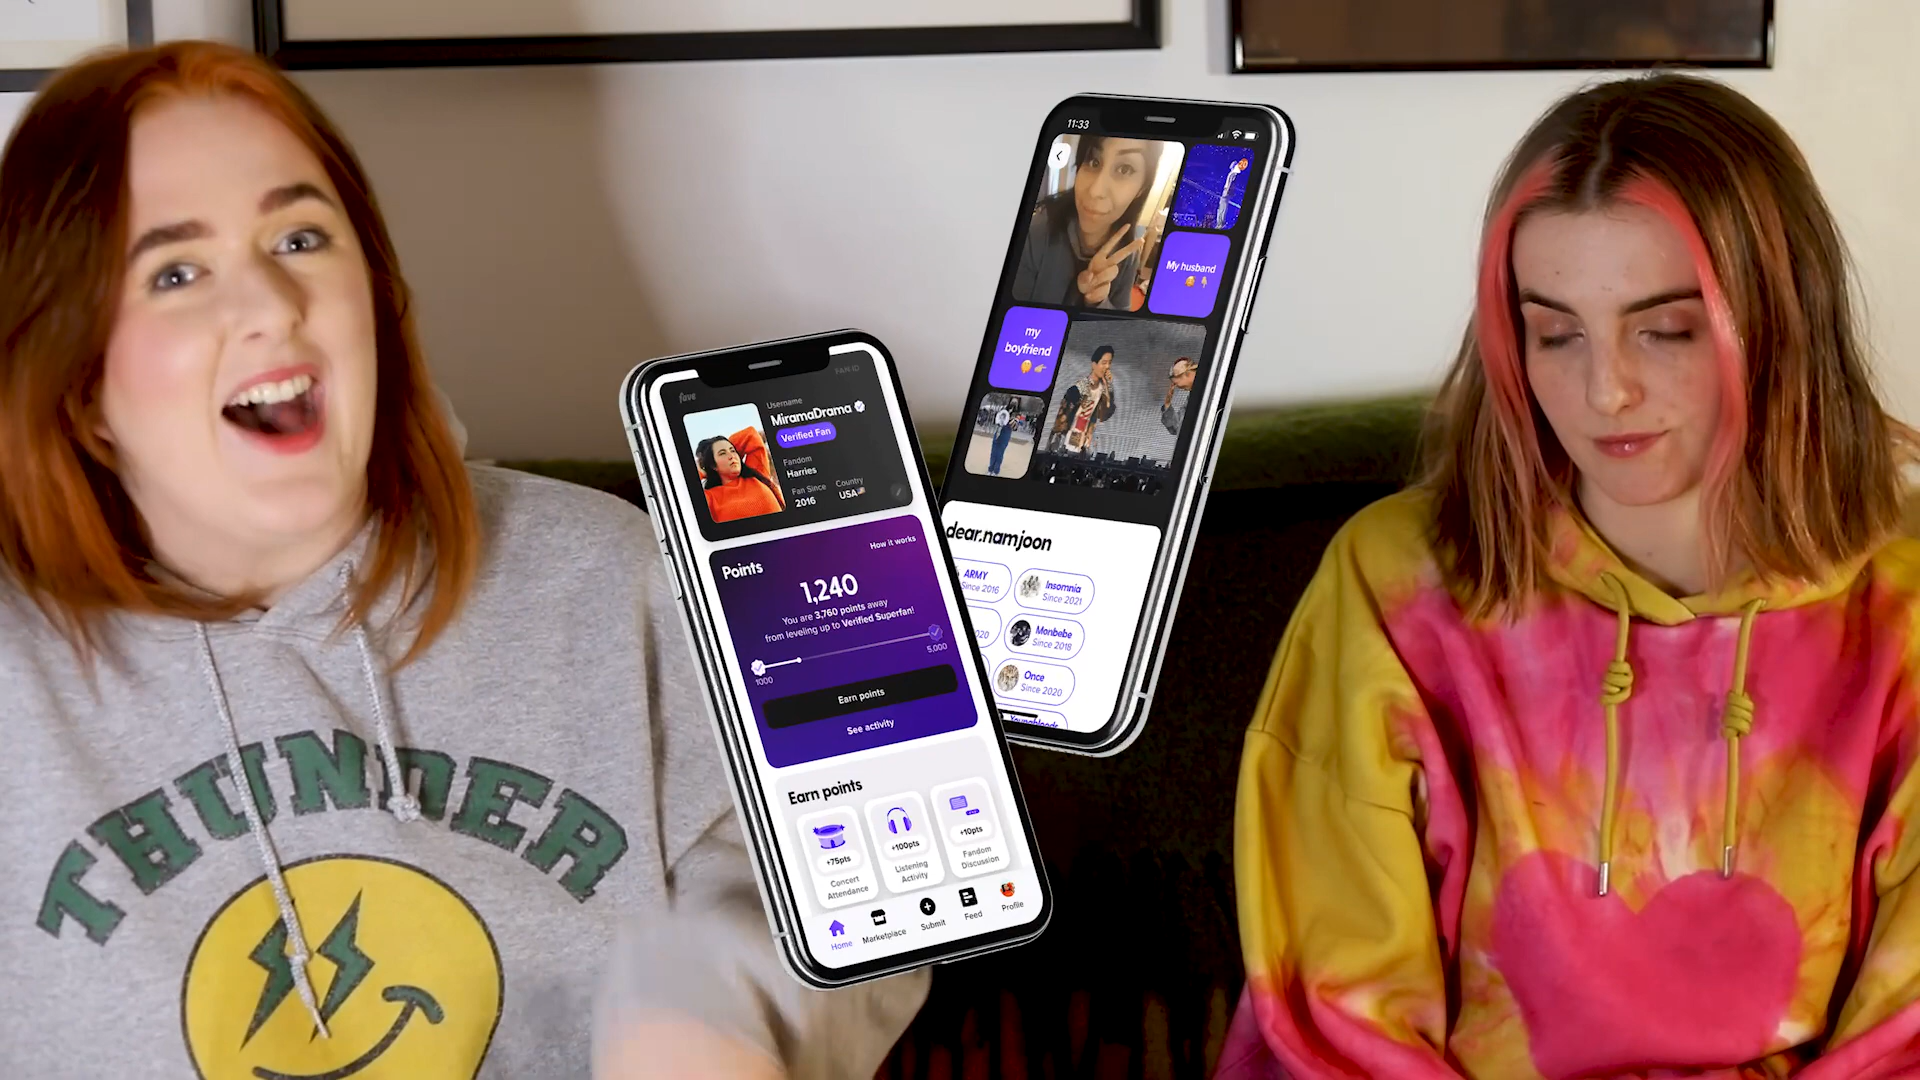 THUNDER
fave
FAN ID
Username
MiramaDrama
Verified Fan
Fandom
Harries
Fan Since
2016
Country
USA
Points
How it works
1,240
You are 3,760 points away
from leveling up to Verified Superfan!
1000
5,000
Earn points
See activity
Earn points
+75pts
Concert
Attendance
+100pts
Listening
Activity
+10pts
Fandom
Discussion
Home
Marketplace
Submit
Feed
Profile
11:33
My husband
my
boyfriend
dear.namjoon
ARMY
Since 2016
Insomnia
Since 2021
Monbebe
Since 2018
Once
Since 2020